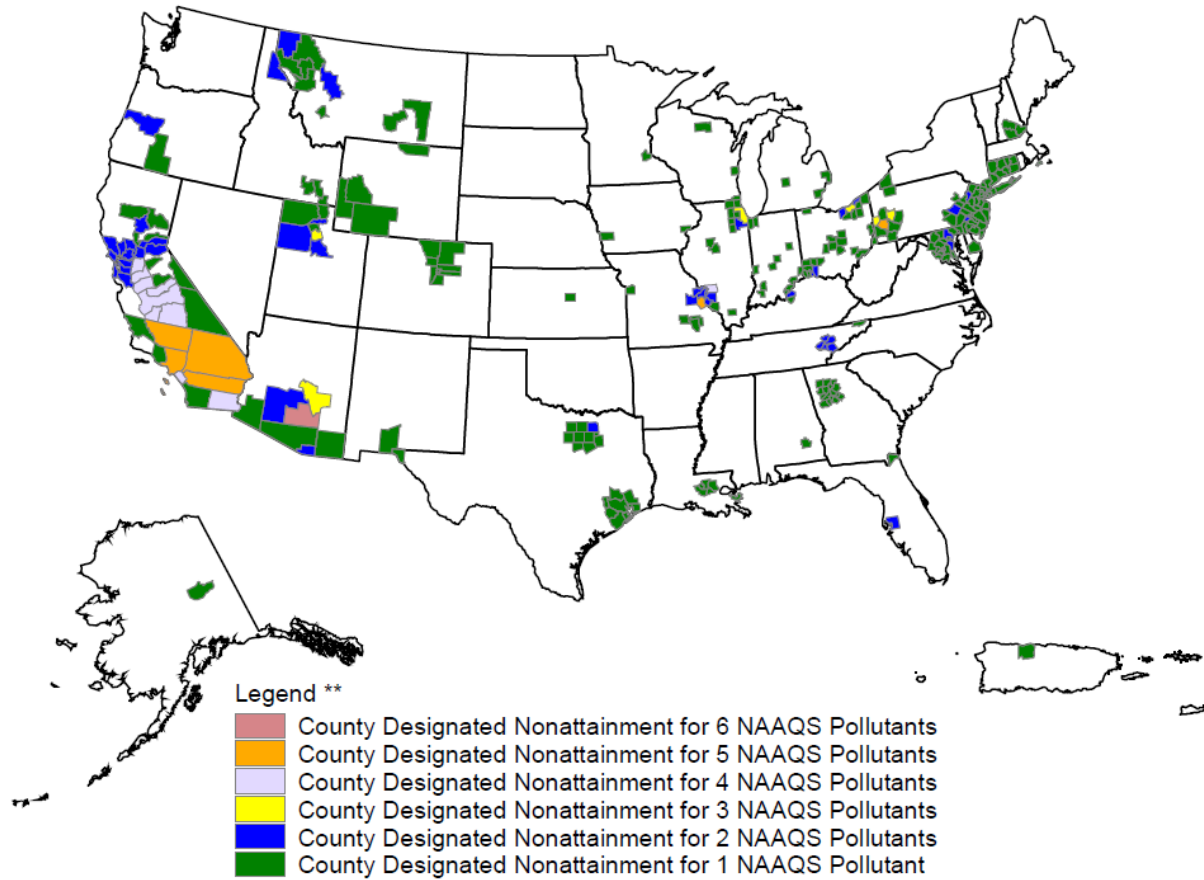 Legend **
County Designated Nonattainment for 6 NAAQS Pollutants
County Designated Nonattainment for 5 NAAQS Pollutants
County Designated Nonattainment for 4 NAAQS Pollutants
County Designated Nonattainment for 3 NAAQS Pollutants
County Designated Nonattainment for 2 NAAQS Pollutants
County Designated Nonattainment for 1 NAAQS Pollutant